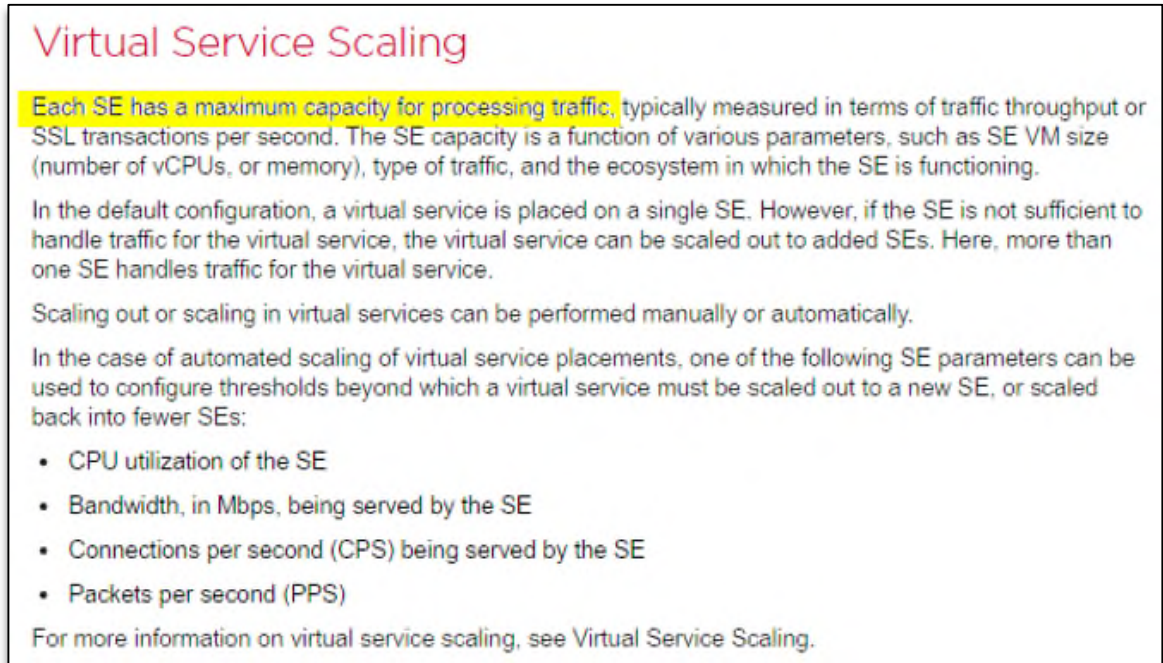 Virtual Service Scaling
Each SE has a maximum capacity for processing traffic, typically measured in terms of traffic throughput or
SSL transactions per second. The SE capacity is a function of various parameters, such as SE VM size
(number of vCPUs, or memory), type of traffic, and the ecosystem in which the SE is functioning.
In the default configuration, a virtual service is placed on a single SE. However, if the SE is not sufficient to
handle traffic for the virtual service, the virtual service can be scaled out to added SEs. Here, more than
one SE handles traffic for the virtual service.
Scaling out or scaling in virtual services can be performed manually or automatically.
In the case of automated scaling of virtual service placements, one of the following SE parameters can be
used to configure thresholds beyond which a virtual service must be scaled out to a new SE, or scaled
back into fewer SEs:
• CPU utilization of the SE
• Bandwidth, in Mbps, being served by the SE
• Connections per second (CPS) being served by the SE
• Packets per second (PPS)
For more information on virtual service scaling, see Virtual Service Scaling.